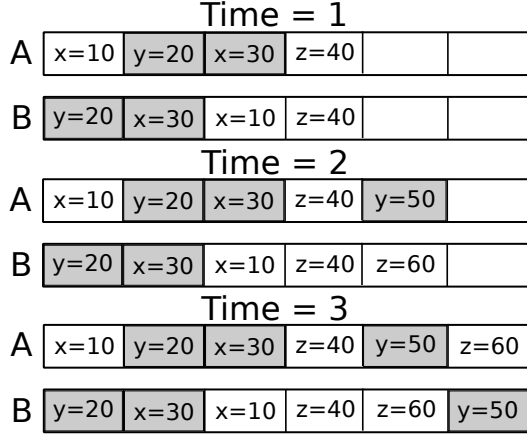 Time = 1
A x=10 y=20 x=30 z=40
B y=20 x=30 x=10 z=40
Time = 2
A x=10 y=20 x=30 z=40 y=50
B y=20 x=30 x=10 z=40 z=60
Time = 3
A x=10 y=20 x=30 z=40 y=50 z=60
B y=20 x=30 x=10 z=40 z=60 y=50